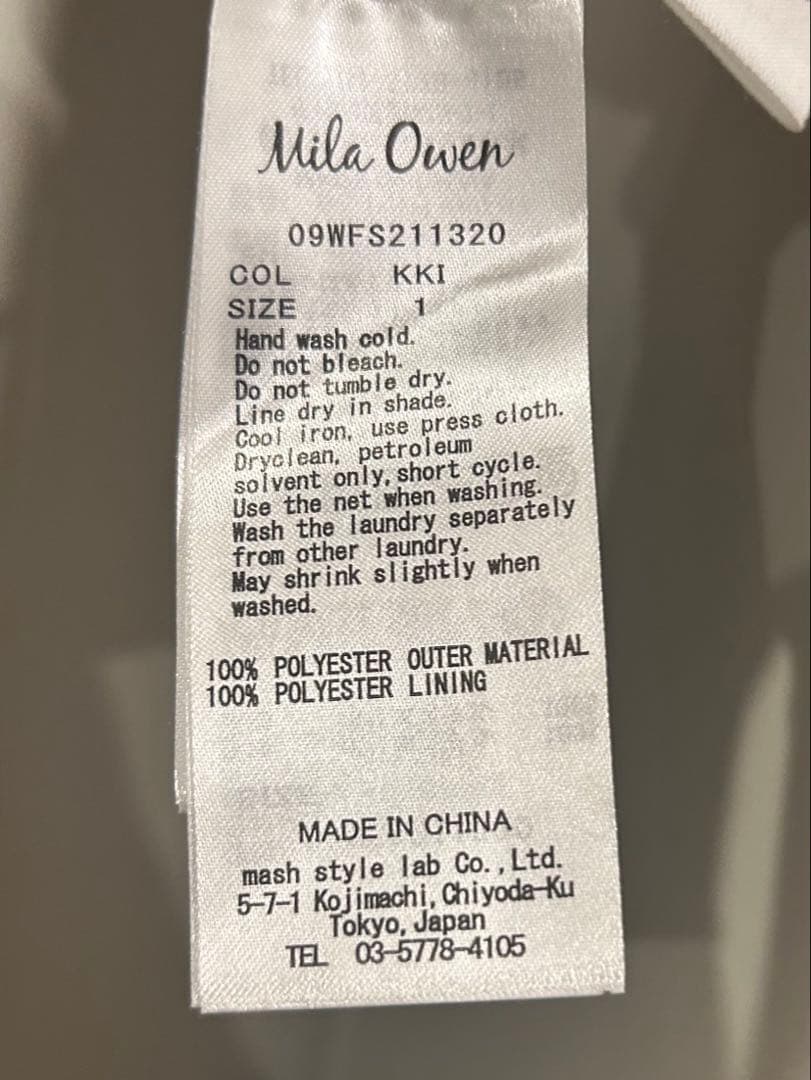 Mila Owen
09WFS211320
COL KKI
SIZE 1
Hand wash cold.
Do not bleach.
Do not tumble dry.
Line dry in shade.
Cool iron, use press cloth.
Dryclean, petroleum
solvent only, short cycle.
Use the net when washing.
Wash the laundry separately
from other laundry.
May shrink slightly when
washed.
100% POLYESTER OUTER MATERIAL
100% POLYESTER LINING
MADE IN CHINA
mash style lab Co., Ltd.
5-7-1 Kojimachi, Chiyoda-Ku
Tokyo, Japan
TEL 03-5778-4105